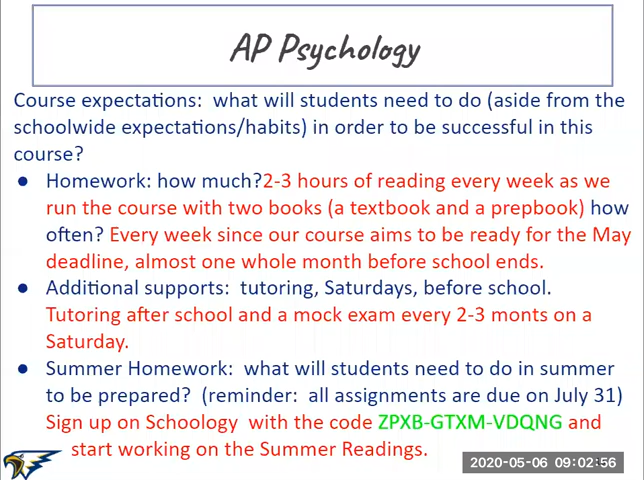 AP Psychology
Course expectations: what will students need to do (aside from the
schoolwide expectations/habits) in order to be successful in this
course?
● Homework: how much?2-3 hours of reading every week as we
run the course with two books (a textbook and a prepbook) how
often? Every week since our course aims to be ready for the May
deadline, almost one whole month before school ends.
● Additional supports: tutoring, Saturdays, before school.
Tutoring after school and a mock exam every 2-3 monts on a
Saturday.
● Summer Homework: what will students need to do in summer
to be prepared? (reminder: all assignments are due on July 31)
Sign up on Schoology with the code ZPXB-GTXM-VDQNG and
start working on the Summer Readings.
2020-05-06 09:02:56